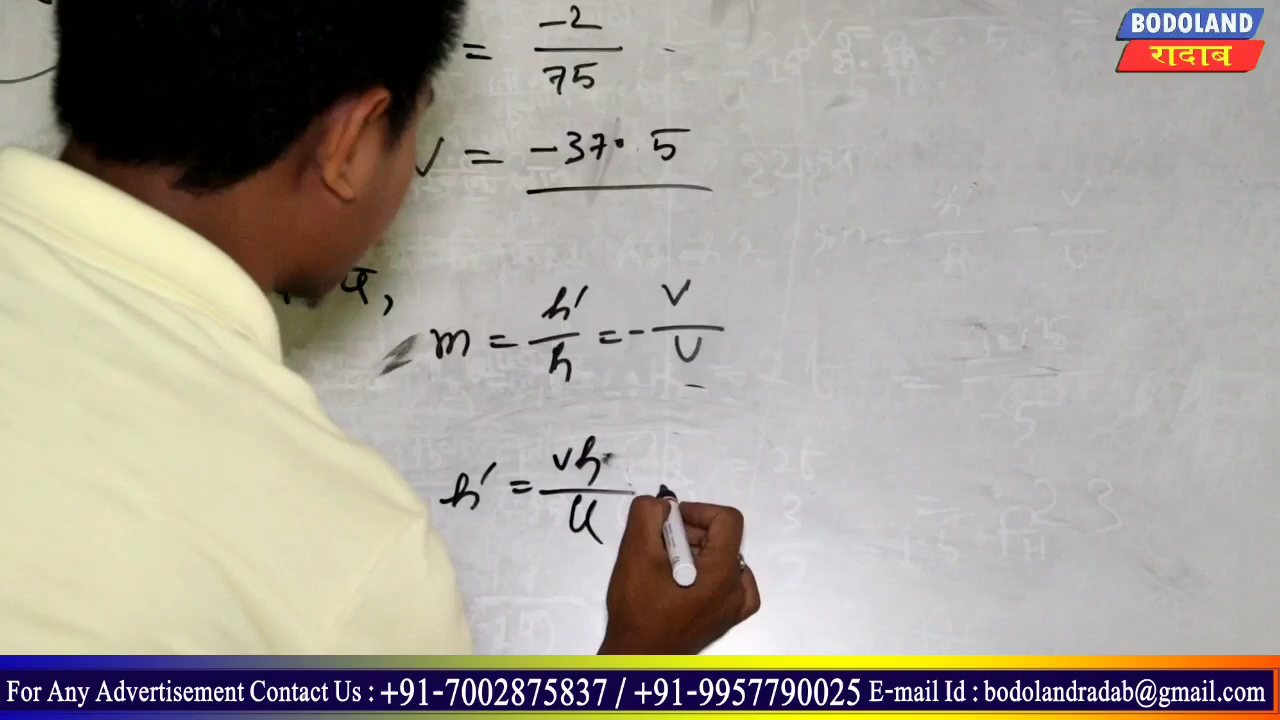 BODOLAND
रादाब
= -2/75
v = -37.5
m = h'/h = - v/u
h' = vh/u
For Any Advertisement Contact Us : +91-7002875837 / +91-9957790025 E-mail Id : bodolandradab@gmail.com